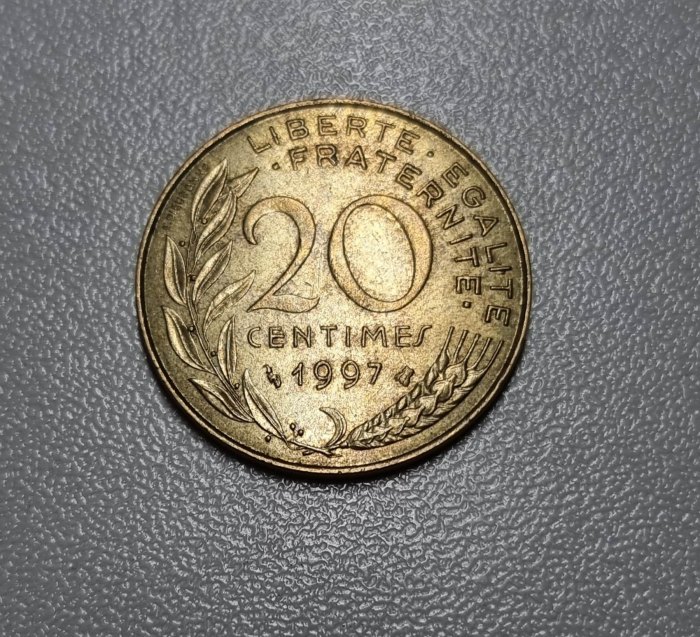 LIBERTE · EGALITE
· FRATERNITE ·
20
CENTIMES
1997